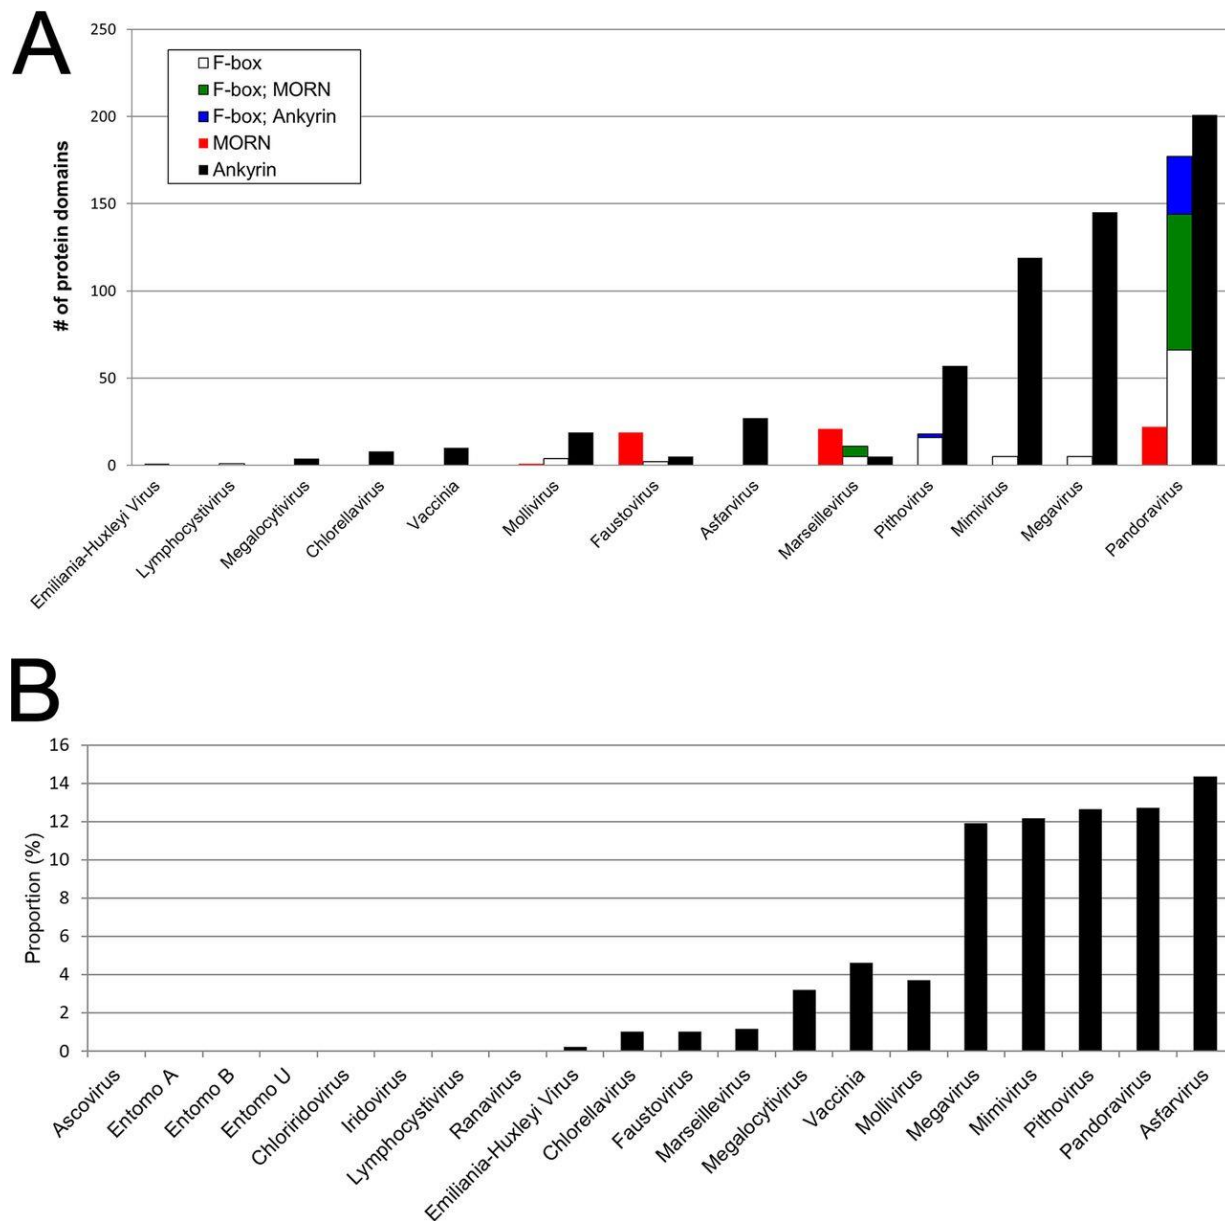 A
250
200
150
100
50
0
# of protein domains
F-box
F-box; MORN
F-box; Ankyrin
MORN
Ankyrin
Emiliania-Huxleyi Virus
Lymphocystivirus
Megalocytivirus
Chlorellavirus
Vaccinia
Mollivirus
Faustovirus
Asfarvirus
Marseillevirus
Pithovirus
Mimivirus
Megavirus
Pandoravirus
B
16
14
12
10
8
6
4
2
0
Proportion (%)
Ascovirus
Entomo A
Entomo B
Entomo U
Chloriridovirus
Iridovirus
Lymphocystivirus
Ranavirus
Emiliania-Huxleyi Virus
Chlorellavirus
Faustovirus
Marseillevirus
Megalocytivirus
Vaccinia
Mollivirus
Megavirus
Mimivirus
Pithovirus
Pandoravirus
Asfarvirus